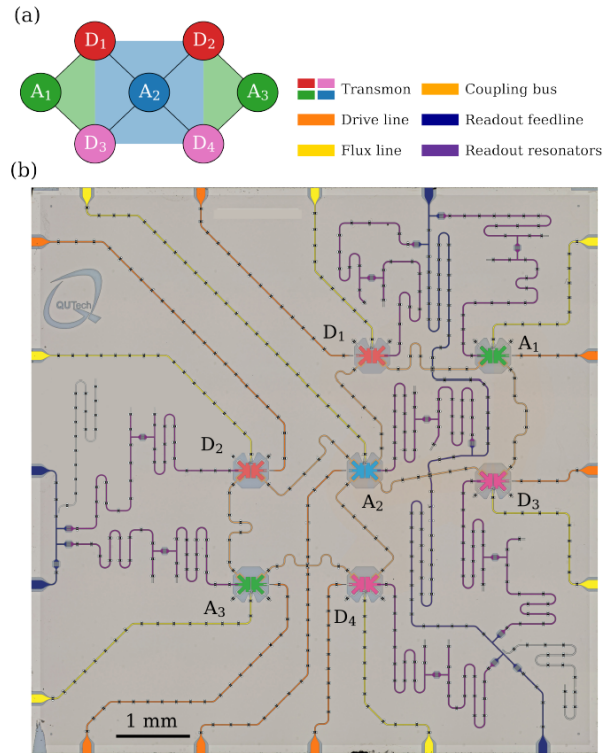 (a)
D₁
D₂
A₁
A₂
A₃
D₃
D₄
Transmon
Coupling bus
Drive line
Readout feedline
Flux line
Readout resonators
(b)
QUTech
D₁
A₁
D₂
A₂
D₃
A₃
D₄
1 mm